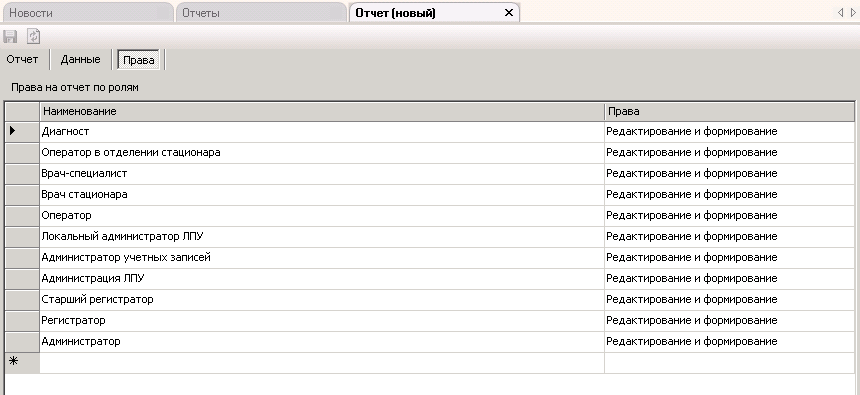 Новости Отчеты Отчет (новый)
Отчет Данные Права
Права на отчет по ролям
Наименование Права
Диагност Редактирование и формирование
Оператор в отделении стационара Редактирование и формирование
Врач-специалист Редактирование и формирование
Врач стационара Редактирование и формирование
Оператор Редактирование и формирование
Локальный администратор ЛПУ Редактирование и формирование
Администратор учетных записей Редактирование и формирование
Администрация ЛПУ Редактирование и формирование
Старший регистратор Редактирование и формирование
Регистратор Редактирование и формирование
Администратор Редактирование и формирование